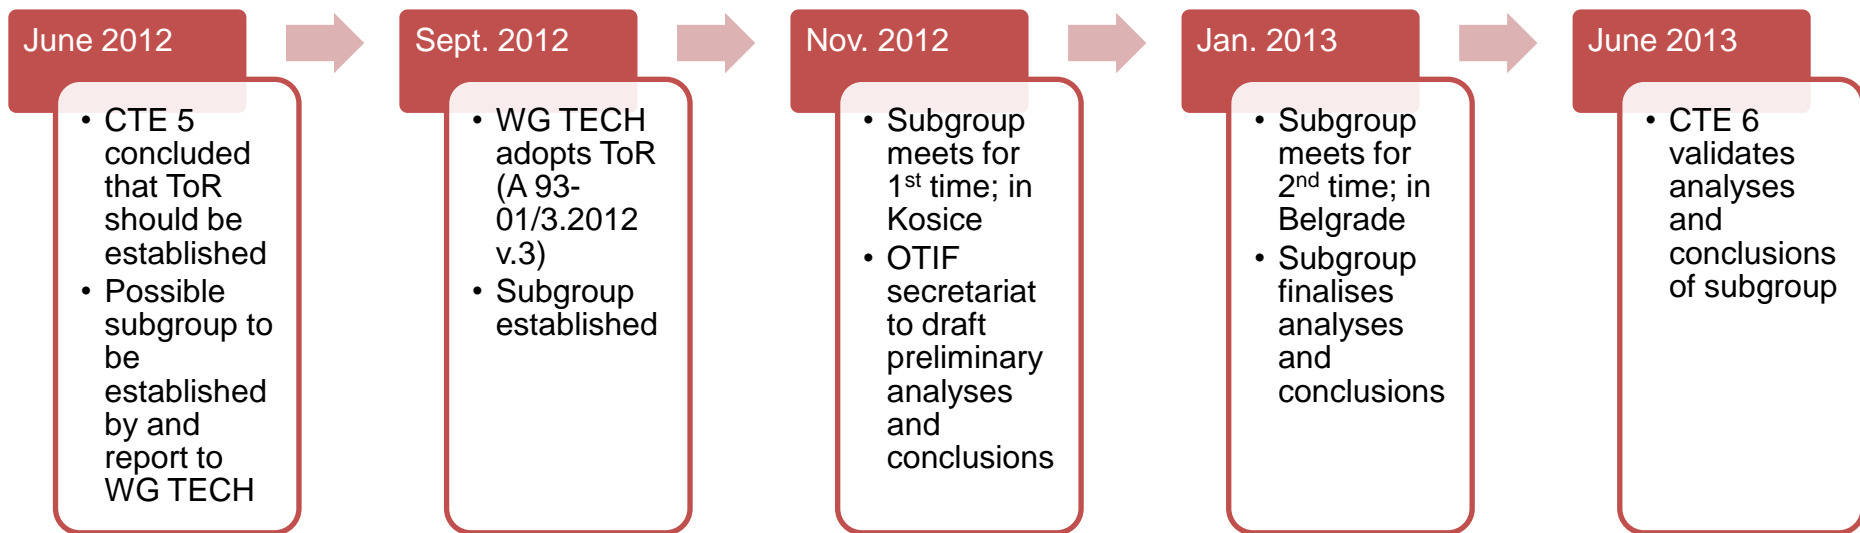 June 2012
• CTE 5
concluded
that ToR
should be
established
• Possible
subgroup to
be
established
by and
report to
WG TECH
Sept. 2012
• WG TECH
adopts ToR
(A 93-
01/3.2012
v.3)
• Subgroup
established
Nov. 2012
• Subgroup
meets for
1st time; in
Kosice
• OTIF
secretariat
to draft
preliminary
analyses
and
conclusions
Jan. 2013
• Subgroup
meets for
2nd time; in
Belgrade
• Subgroup
finalises
analyses
and
conclusions
June 2013
• CTE 6
validates
analyses
and
conclusions
of subgroup